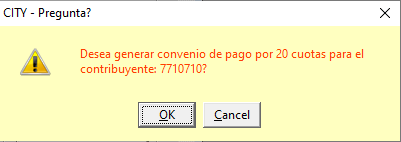 CITY - Pregunta?
Desea generar convenio de pago por 20 cuotas para el
contribuyente: 7710710?
OK
Cancel